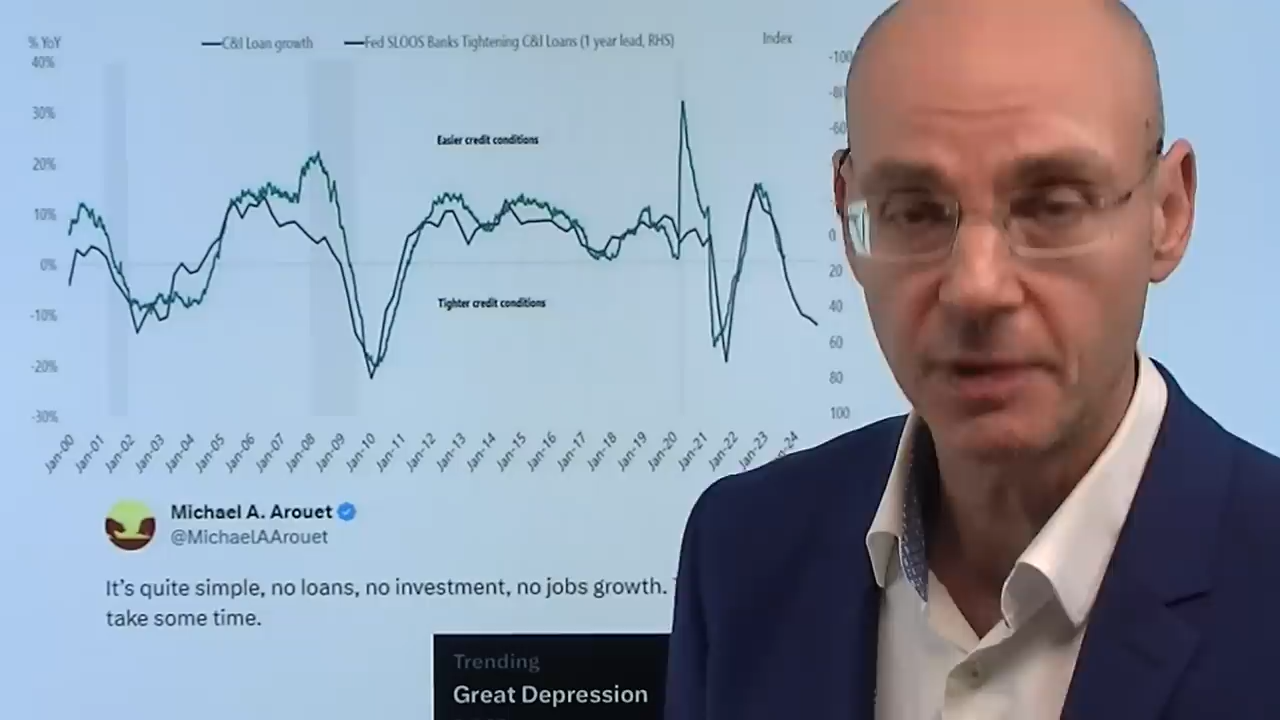 % YoY
C&I Loan growth
Fed SLOOS Banks Tightening C&I Loans (1 year lead, RHS)
Index
40%
30%
20%
10%
0%
-10%
-20%
-30%
-100
-80
-60
0
20
40
60
80
100
Easier credit conditions
Tighter credit conditions
Jan-00
Jan-01
Jan-02
Jan-03
Jan-04
Jan-05
Jan-06
Jan-07
Jan-08
Jan-09
Jan-10
Jan-11
Jan-12
Jan-13
Jan-14
Jan-15
Jan-16
Jan-17
Jan-18
Jan-19
Jan-20
Jan-21
Jan-22
Jan-23
n-24
Michael A. Arouet
@MichaelAArouet
It's quite simple, no loans, no investment, no jobs growth.
take some time.
Trending
Great Depression